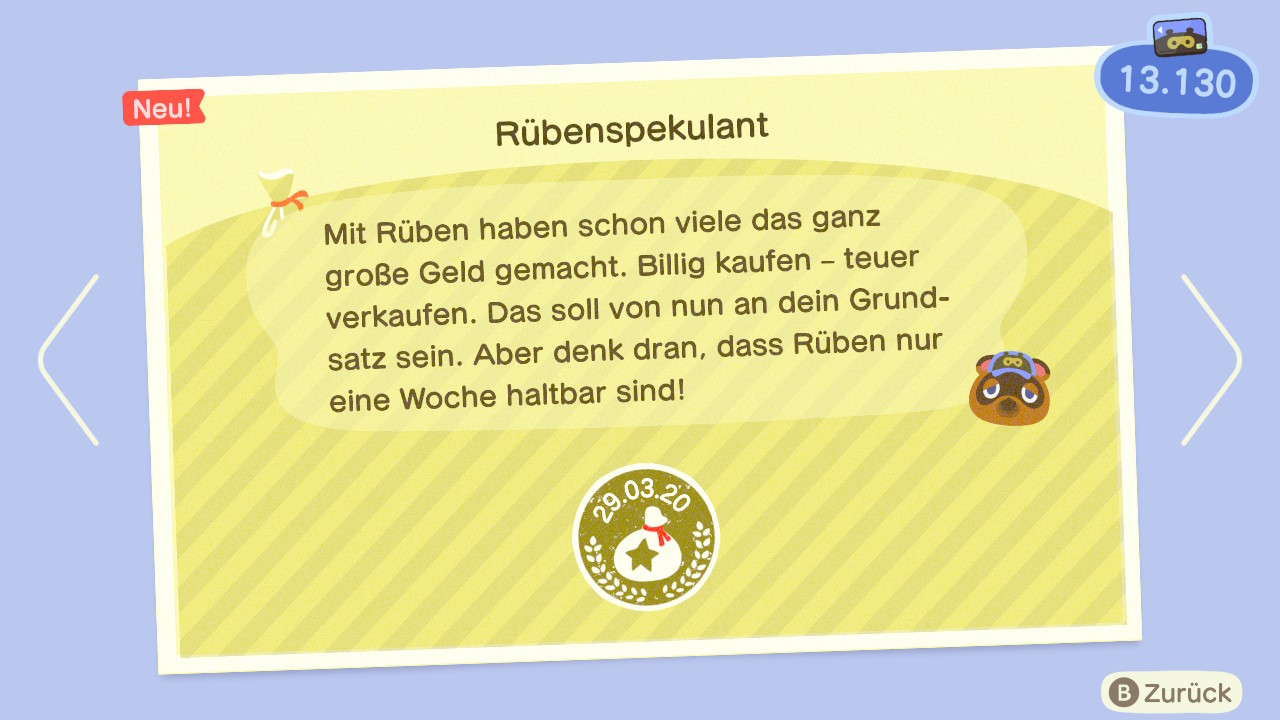 13.130
Neu!
Rübenspekulant
Mit Rüben haben schon viele das ganz
große Geld gemacht. Billig kaufen – teuer
verkaufen. Das soll von nun an dein Grund-
satz sein. Aber denk dran, dass Rüben nur
eine Woche haltbar sind!
29.03.20
B Zurück